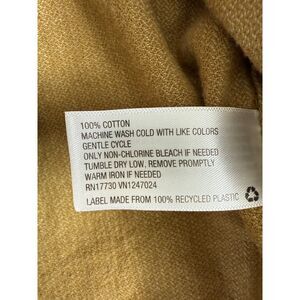 100% COTTON
MACHINE WASH COLD WITH LIKE COLORS
GENTLE CYCLE
ONLY NON-CHLORINE BLEACH IF NEEDED
TUMBLE DRY LOW, REMOVE PROMPTLY
WARM IRON IF NEEDED
RN17730 VN1247024
LABEL MADE FROM 100% RECYCLED PLASTIC